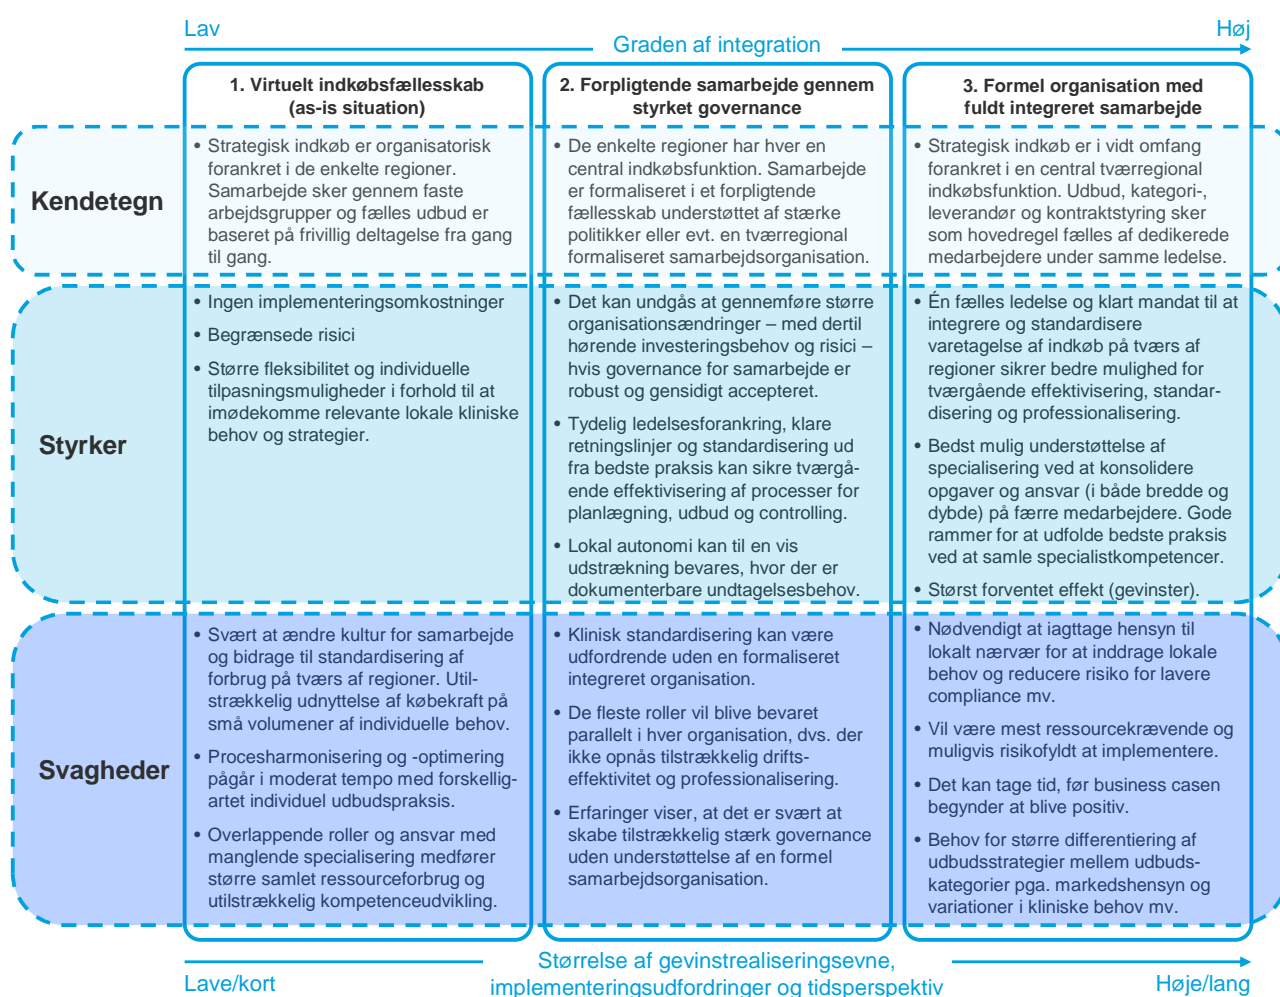 Lav
Høj
Graden af integration
1. Virtuelt indkøbsfællesskab
(as-is situation)
2. Forpligtende samarbejde gennem
styrket governance
3. Formel organisation med
fuldt integreret samarbejde
Kendetegn
• Strategisk indkøb er organisatorisk
forankret i de enkelte regioner.
Samarbejde sker gennem faste
arbejdsgrupper og fælles udbud er
baseret på frivillig deltagelse fra gang
til gang.
• De enkelte regioner har hver en
central indkøbsfunktion. Samarbejde
er formaliseret i et forpligtende
fællesskab understøttet af stærke
politikker eller evt. en tværregional
formaliseret samarbejdsorganisation.
• Strategisk indkøb er i vidt omfang
forankret i en central tværregional
indkøbsfunktion. Udbud, kategori-,
leverandør og kontraktstyring sker
som hovedregel fælles af dedikerede
medarbejdere under samme ledelse.
Styrker
• Ingen implementeringsomkostninger
• Begrænsede risici
• Større fleksibilitet og individuelle
tilpasningsmuligheder i forhold til at
imødekomme relevante lokale kliniske
behov og strategier.
• Det kan undgås at gennemføre større
organisationsændringer – med dertil
hørende investeringsbehov og risici –
hvis governance for samarbejde er
robust og gensidigt accepteret.
• Tydelig ledelsesforankring, klare
retningslinjer og standardisering ud
fra bedste praksis kan sikre tværgå-
ende effektivisering af processer for
planlægning, udbud og controlling.
• Lokal autonomi kan til en vis
udstrækning bevares, hvor der er
dokumenterbare undtagelsesbehov.
• Én fælles ledelse og klart mandat til at
integrere og standardisere
varetagelse af indkøb på tværs af
regioner sikrer bedre mulighed for
tværgående effektivisering, standar-
disering og professionalisering.
• Bedst mulig understøttelse af
specialisering ved at konsolidere
opgaver og ansvar (i både bredde og
dybde) på færre medarbejdere. Gode
rammer for at udfolde bedste praksis
ved at samle specialistkompetencer.
• Størst forventet effekt (gevinster).
Svagheder
• Svært at ændre kultur for samarbejde
og bidrage til standardisering af
forbrug på tværs af regioner. Util-
strækkelig udnyttelse af købekraft på
små volumener af individuelle behov.
• Procesharmonisering og -optimering
pågår i moderat tempo med forskellig-
artet individuel udbudspraksis.
• Overlappende roller og ansvar med
manglende specialisering medfører
større samlet ressourceforbrug og
utilstrækkelig kompetenceudvikling.
• Klinisk standardisering kan være
udfordrende uden en formaliseret
integreret organisation.
• De fleste roller vil blive bevaret
parallelt i hver organisation, dvs. der
ikke opnås tilstrækkelig drifts-
effektivitet og professionalisering.
• Erfaringer viser, at det er svært at
skabe tilstrækkelig stærk governance
uden understøttelse af en formel
samarbejdsorganisation.
• Nødvendigt at iagttage hensyn til
lokalt nærvær for at inddrage lokale
behov og reducere risiko for lavere
compliance mv.
• Vil være mest ressourcekrævende og
muligvis risikofyldt at implementere.
• Det kan tage tid, før business casen
begynder at blive positiv.
• Behov for større differentiering af
udbudsstrategier mellem udbuds-
kategorier pga. markedshensyn og
variationer i kliniske behov mv.
Lave/kort
Størrelse af gevinstrealiseringsevne,
implementeringsudfordringer og tidsperspektiv
Høje/lang